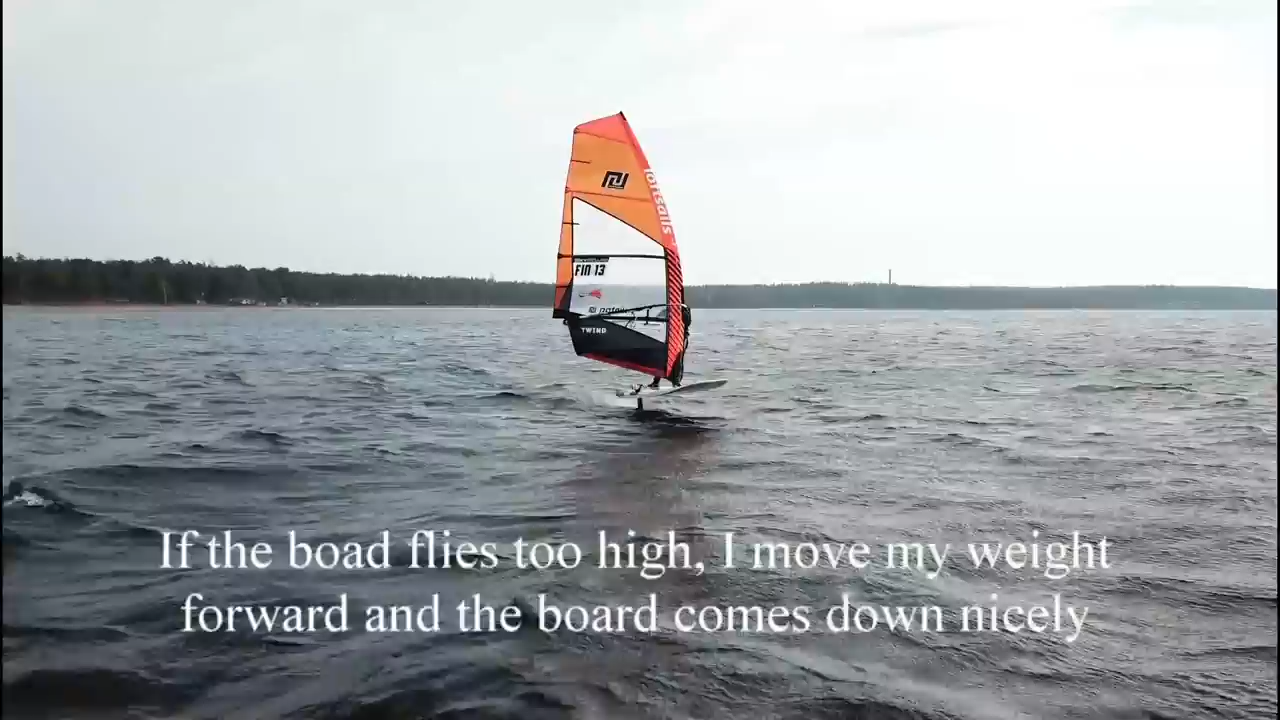 patsails
FIN 13
TWIND
If the boad flies too high, I move my weight
forward and the board comes down nicely